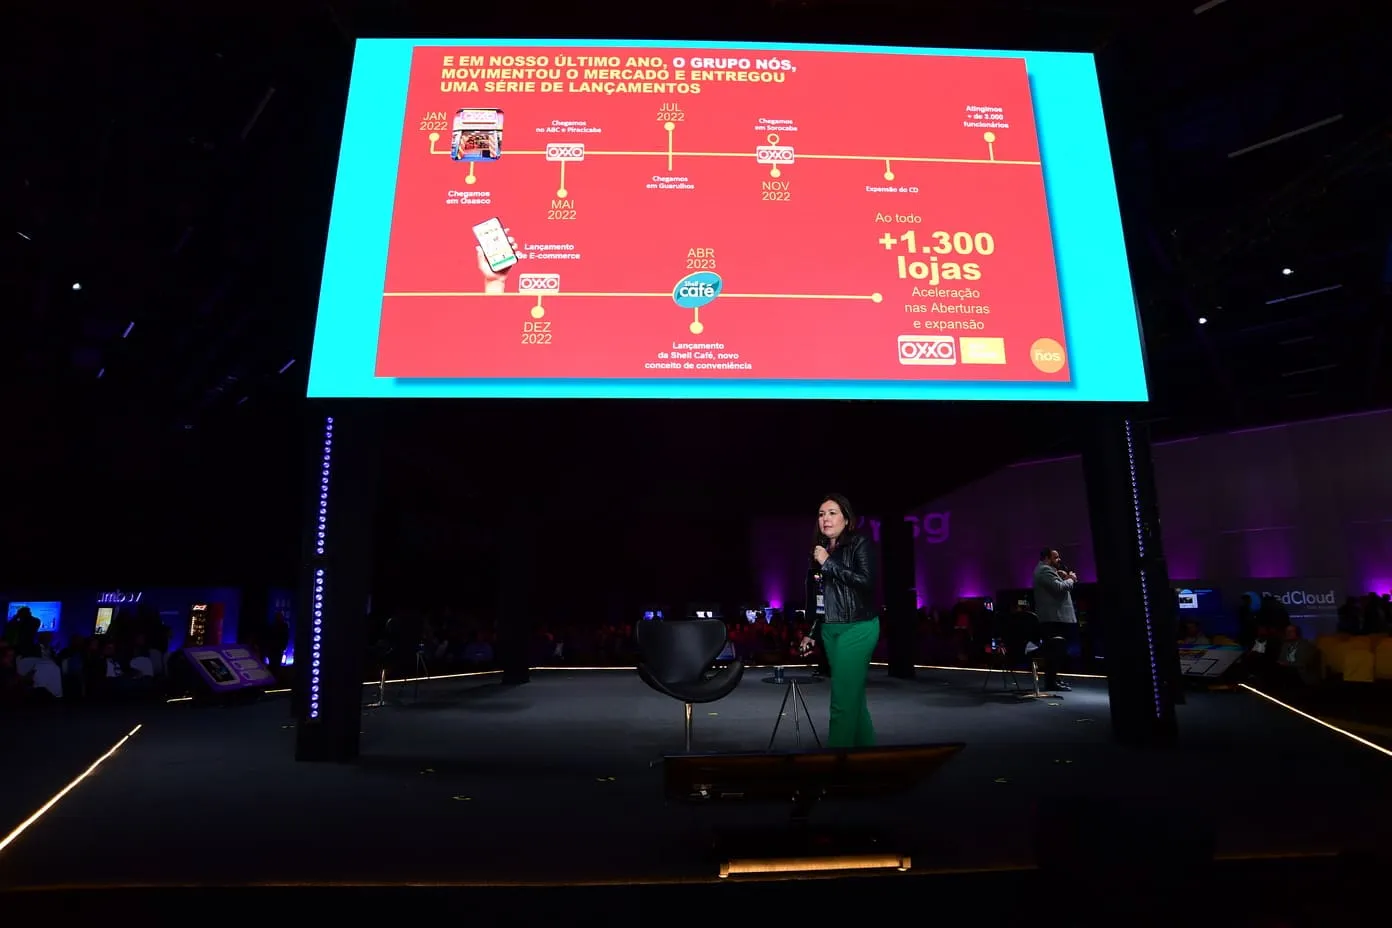 E EM NOSSO ÚLTIMO ANO, O GRUPO NÓS,
MOVIMENTOU O MERCADO E ENTREGOU
UMA SÉRIE DE LANÇAMENTOS
JAN
2022
OXXO
Chegamos
em Osasco
Chegamos
no ABC e Piracicaba
OXXO
MAI
2022
JUL
2022
Chegamos
em Guarulhos
Chegamos
em Sorocaba
OXXO
NOV
2022
Expansão do CD
Atingimos
+ de 3.000
funcionários
Lançamento
de E-commerce
OXXO
DEZ
2022
ABR
2023
Shell
café
Lançamento
da Shell Café, novo
conceito de conveniência
Ao todo
+1.300
lojas
Aceleração
nas Aberturas
e expansão
OXXO
nós
RedCloud